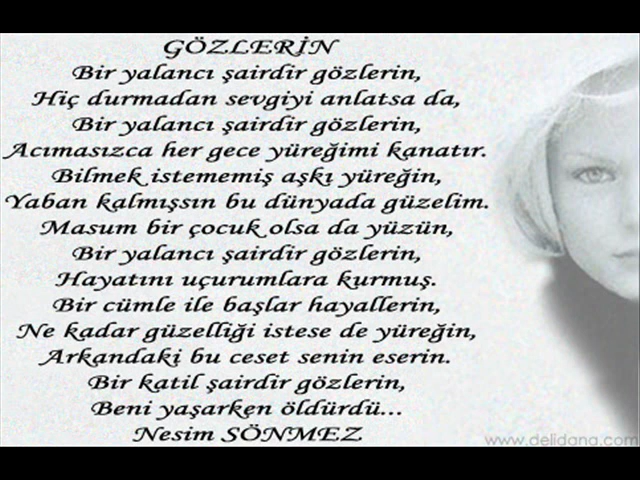 GÖZLERİN
Bir yalancı şairdir gözlerin,
Hiç durmadan sevgiyi anlatsa da,
Bir yalancı şairdir gözlerin,
Acımasızca her gece yüreğimi kanatır.
Bilmek istememiş aşkı yüreğin,
Yaban kalmışsın bu dünyada güzelim.
Masum bir çocuk olsa da yüzün,
Bir yalancı şairdir gözlerin,
Hayatını uçurumlara kurmuş.
Bir cümle ile başlar hayallerin,
Ne kadar güzelliği istese de yüreğin,
Arkandaki bu ceset senin eserin.
Bir katil şairdir gözlerin,
Beni yaşarken öldürdü...
Nesim SÖNMEZ
www.delidana.com